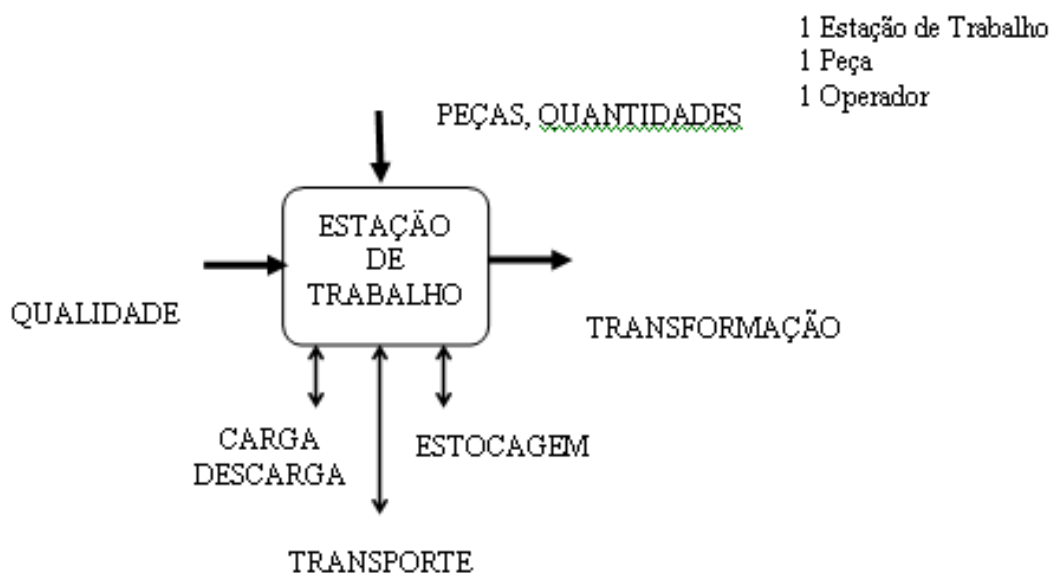 1 Estação de Trabalho
1 Peça
1 Operador
PEÇAS, QUANTIDADES
ESTAÇÃO
DE
TRABALHO
QUALIDADE
TRANSFORMAÇÃO
CARGA
DESCARGA
ESTOCAGEM
TRANSPORTE